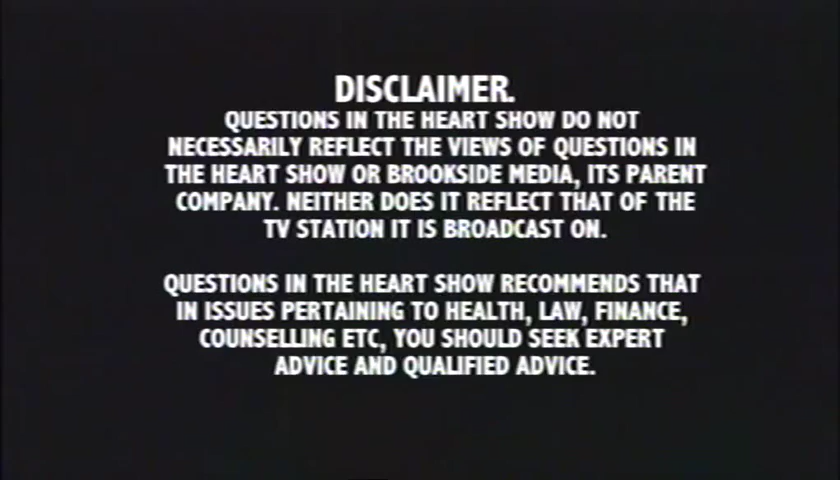 DISCLAIMER.
QUESTIONS IN THE HEART SHOW DO NOT
NECESSARILY REFLECT THE VIEWS OF QUESTIONS IN
THE HEART SHOW OR BROOKSIDE MEDIA, ITS PARENT
COMPANY. NEITHER DOES IT REFLECT THAT OF THE
TV STATION IT IS BROADCAST ON.
QUESTIONS IN THE HEART SHOW RECOMMENDS THAT
IN ISSUES PERTAINING TO HEALTH, LAW, FINANCE,
COUNSELLING ETC, YOU SHOULD SEEK EXPERT
ADVICE AND QUALIFIED ADVICE.